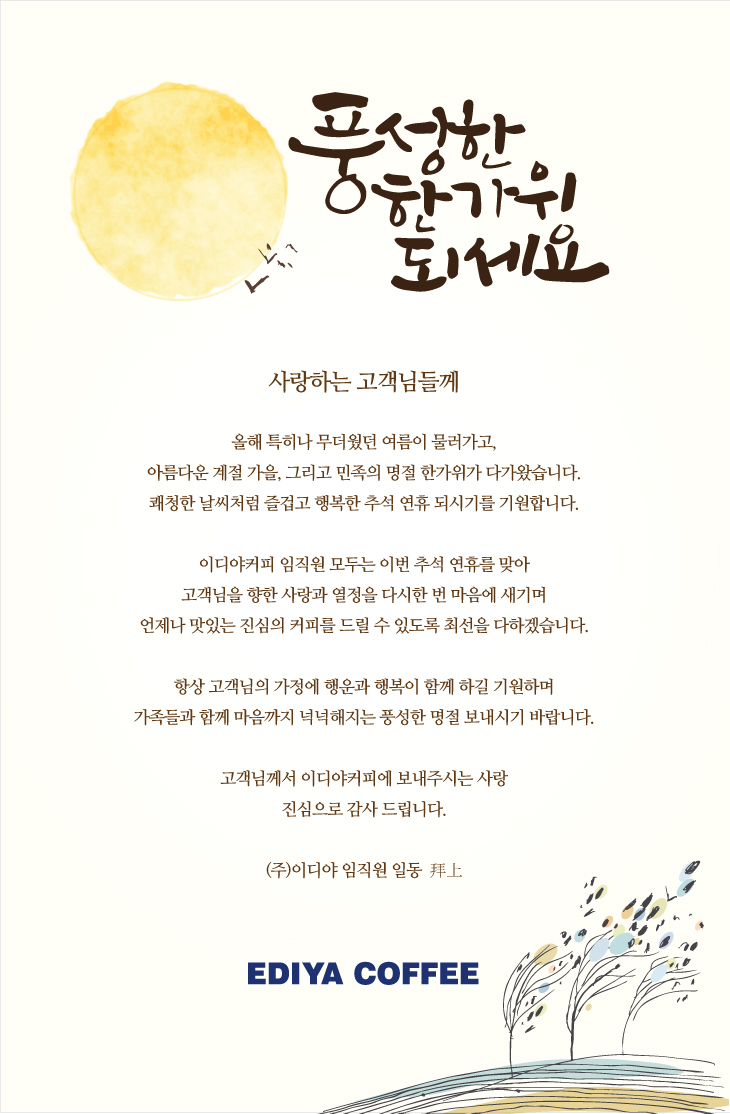 풍성한
한가위
되세요
사랑하는 고객님들께
올해 특히나 무더웠던 여름이 물러가고,
아름다운 계절 가을, 그리고 민족의 명절 한가위가 다가왔습니다.
쾌청한 날씨처럼 즐겁고 행복한 추석 연휴 되시기를 기원합니다.
이디야커피 임직원 모두는 이번 추석 연휴를 맞아
고객님을 향한 사랑과 열정을 다시한 번 마음에 새기며
언제나 맛있는 진심의 커피를 드릴 수 있도록 최선을 다하겠습니다.
항상 고객님의 가정에 행운과 행복이 함께 하길 기원하며
가족들과 함께 마음까지 넉넉해지는 풍성한 명절 보내시기 바랍니다.
고객님께서 이디야커피에 보내주시는 사랑
진심으로 감사 드립니다.
(주)이디야 임직원 일동 拜上
EDIYA COFFEE